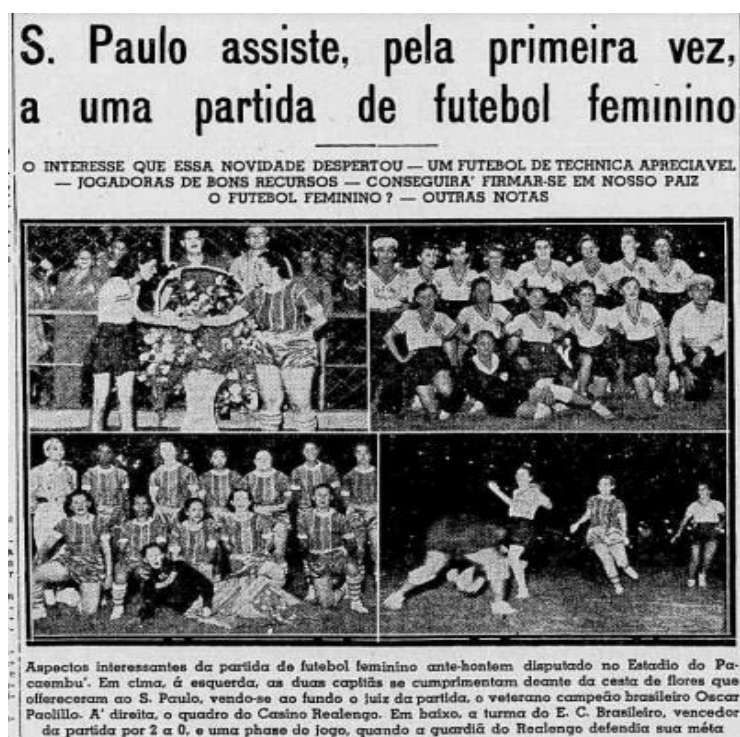 S. Paulo assiste, pela primeira vez,
a uma partida de futebol feminino
O INTERESSE QUE ESSA NOVIDADE DESPERTOU — UM FUTEBOL DE TECHNICA APRECIAVEL
— JOGADORAS DE BONS RECURSOS — CONSEGUIRA' FIRMAR-SE EM NOSSO PAIZ
O FUTEBOL FEMININO? — OUTRAS NOTAS
Aspectos interessantes da partida de futebol feminino ante-hontem disputado no Estadio do Pa-
caembu'. Em cima, á esquerda, as duas capitãs se cumprimentam deante da cesta de flores que
offereceram ao S. Paulo, vendo-se ao fundo o juiz da partida, o veterano campeão brasileiro Oscar
Paolillo. A' direita, o quadro do Casino Realengo. Em baixo, a turma do E. C. Brasileiro, vencedor
da partida por 2 a 0, e uma phase do jogo, quando a guardiã do Realengo defendia sua méta